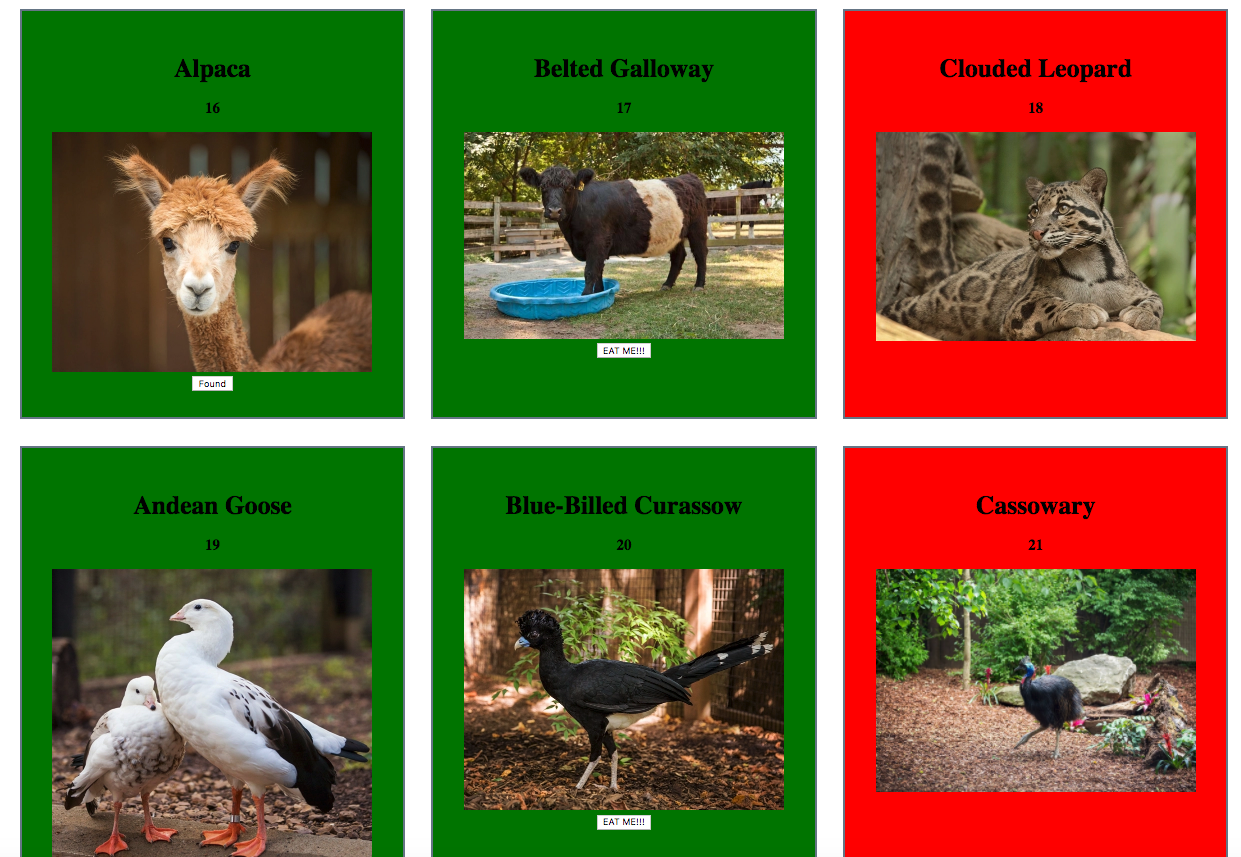 Alpaca
16
Found
Belted Galloway
17
EAT ME!!!
Clouded Leopard
18
Andean Goose
19
Blue-Billed Curassow
20
EAT ME!!!
Cassowary
21